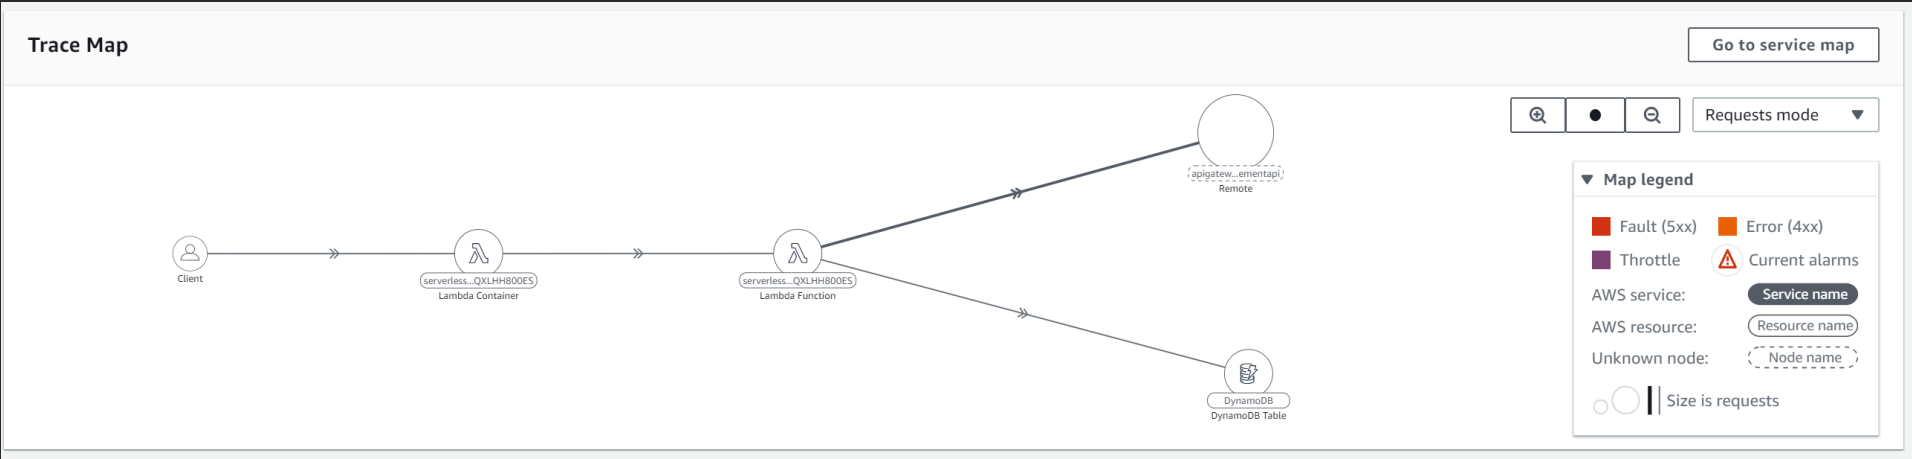 Trace Map
Go to service map
Requests mode
apigatew...ementapi
Remote
Client
serverless...QXLHH800ES
Lambda Container
serverless...QXLHH800ES
Lambda Function
DynamoDB
DynamoDB Table
Map legend
Fault (5xx) Error (4xx)
Throttle Current alarms
AWS service: Service name
AWS resource: Resource name
Unknown node: Node name
Size is requests